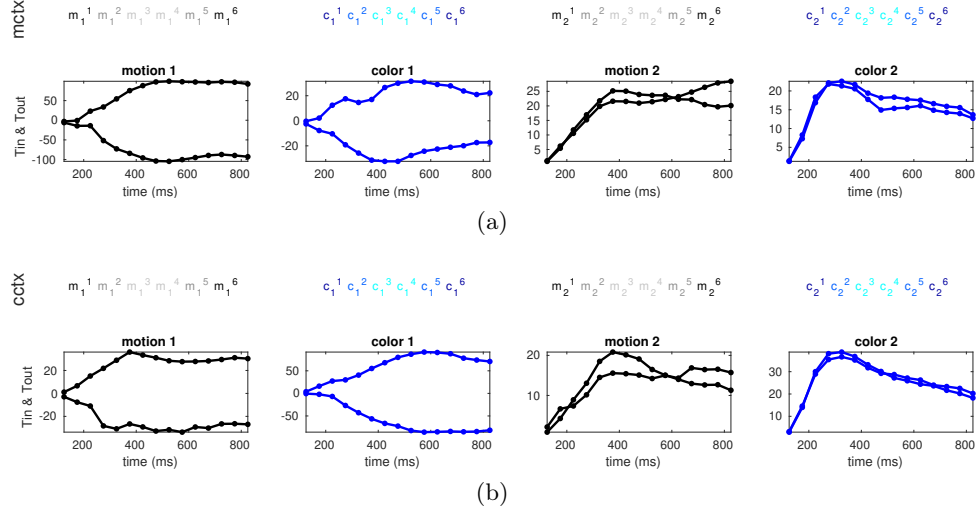 mctx
m₁¹ m₁² m₁³ m₁⁴ m₁⁵ m₁⁶
c₁¹ c₁² c₁³ c₁⁴ c₁⁵ c₁⁶
m₂¹ m₂² m₂³ m₂⁴ m₂⁵ m₂⁶
c₂¹ c₂² c₂³ c₂⁴ c₂⁵ c₂⁶
motion 1
Tin & Tout
50
0
-50
-100
200 400 600 800
time (ms)
color 1
20
0
-20
200 400 600 800
time (ms)
motion 2
25
20
15
10
5
200 400 600 800
time (ms)
color 2
20
15
10
5
200 400 600 800
time (ms)
(a)
cctx
m₁¹ m₁² m₁³ m₁⁴ m₁⁵ m₁⁶
c₁¹ c₁² c₁³ c₁⁴ c₁⁵ c₁⁶
m₂¹ m₂² m₂³ m₂⁴ m₂⁵ m₂⁶
c₂¹ c₂² c₂³ c₂⁴ c₂⁵ c₂⁶
motion 1
Tin & Tout
20
0
-20
200 400 600 800
time (ms)
color 1
50
0
-50
200 400 600 800
time (ms)
motion 2
20
10
200 400 600 800
time (ms)
color 2
30
20
10
200 400 600 800
time (ms)
(b)